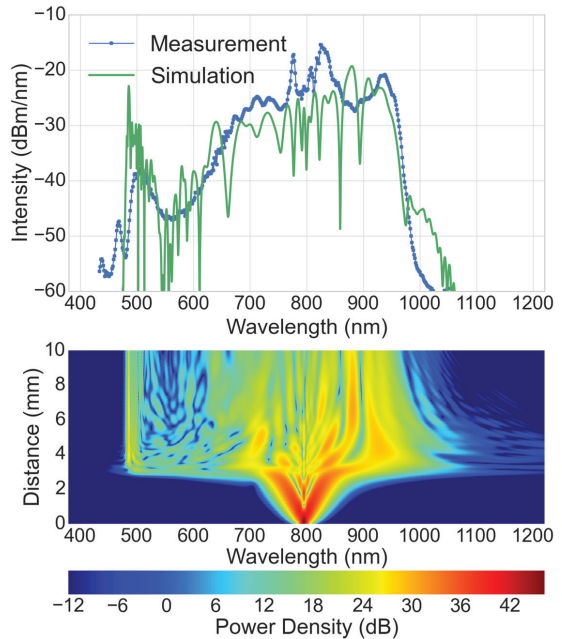 −10
−20
−30
−40
−50
−60
Intensity (dBm/nm)
Measurement
Simulation
400 500 600 700 800 900 1000 1100 1200
Wavelength (nm)
10
8
6
4
2
0
Distance (mm)
400 500 600 700 800 900 1000 1100 1200
Wavelength (nm)
−12 −6 0 6 12 18 24 30 36 42
Power Density (dB)